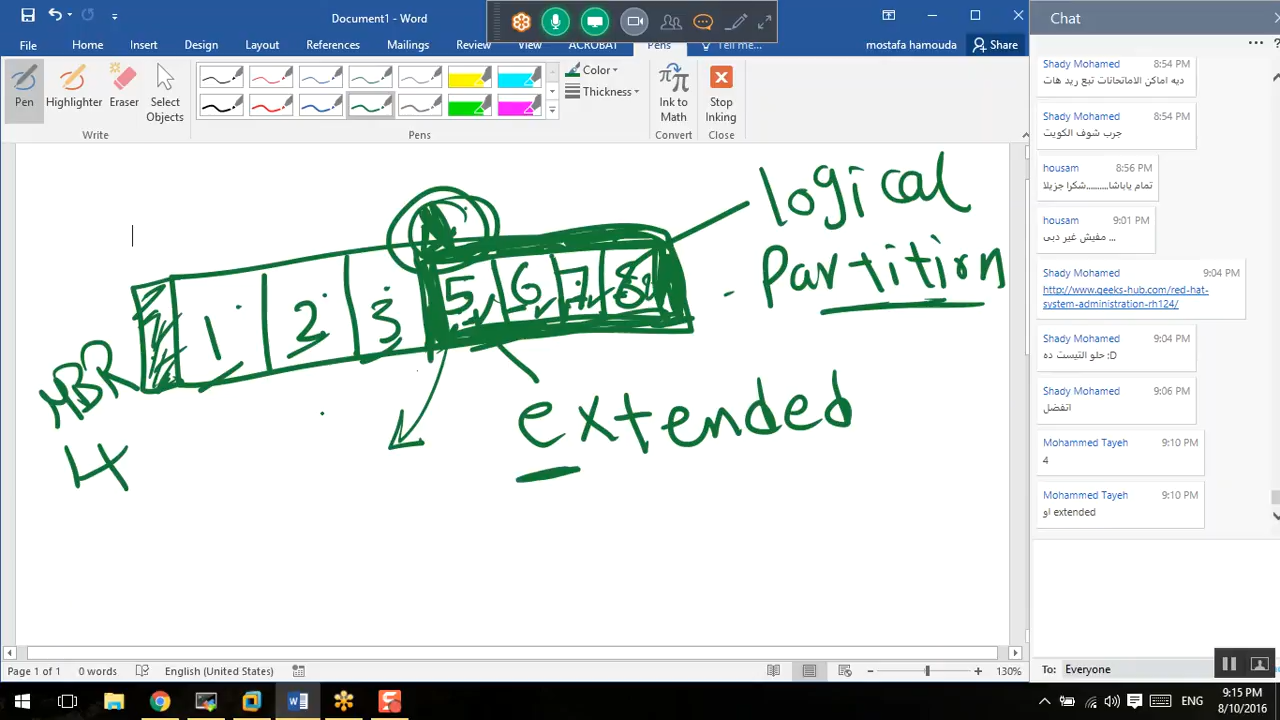 Document1 - Word
mostafa hamouda
Share
File
Home
Insert
Design
Layout
References
Mailings
Review
View
ACROBAT
Pens
Tell me...
Pen
Highlighter
Eraser
Select Objects
Color
Thickness
Ink to Math
Stop Inking
Write
Pens
Convert
Close
logical
Partition
1 2 3 5 6 7 8
MBR
4
extended
Page 1 of 1
0 words
English (United States)
130%
Chat
Shady Mohamed 8:54 PM
ديه اماكن الامتحانات تبع ريد هات
Shady Mohamed 8:54 PM
جرب شوف الكويت
housam 8:56 PM
تمام ياباشا.........شكرا جزيلا
housam 9:01 PM
مفيش غير دبى ...
Shady Mohamed 9:04 PM
http://www.geeks-hub.com/red-hat-
system-administration-rh124/
Shady Mohamed 9:04 PM
حلو التيست ده :D
Shady Mohamed 9:06 PM
اتفضل
Mohammed Tayeh 9:10 PM
4
Mohammed Tayeh 9:10 PM
او extended
To: Everyone
ENG
9:15 PM
8/10/2016